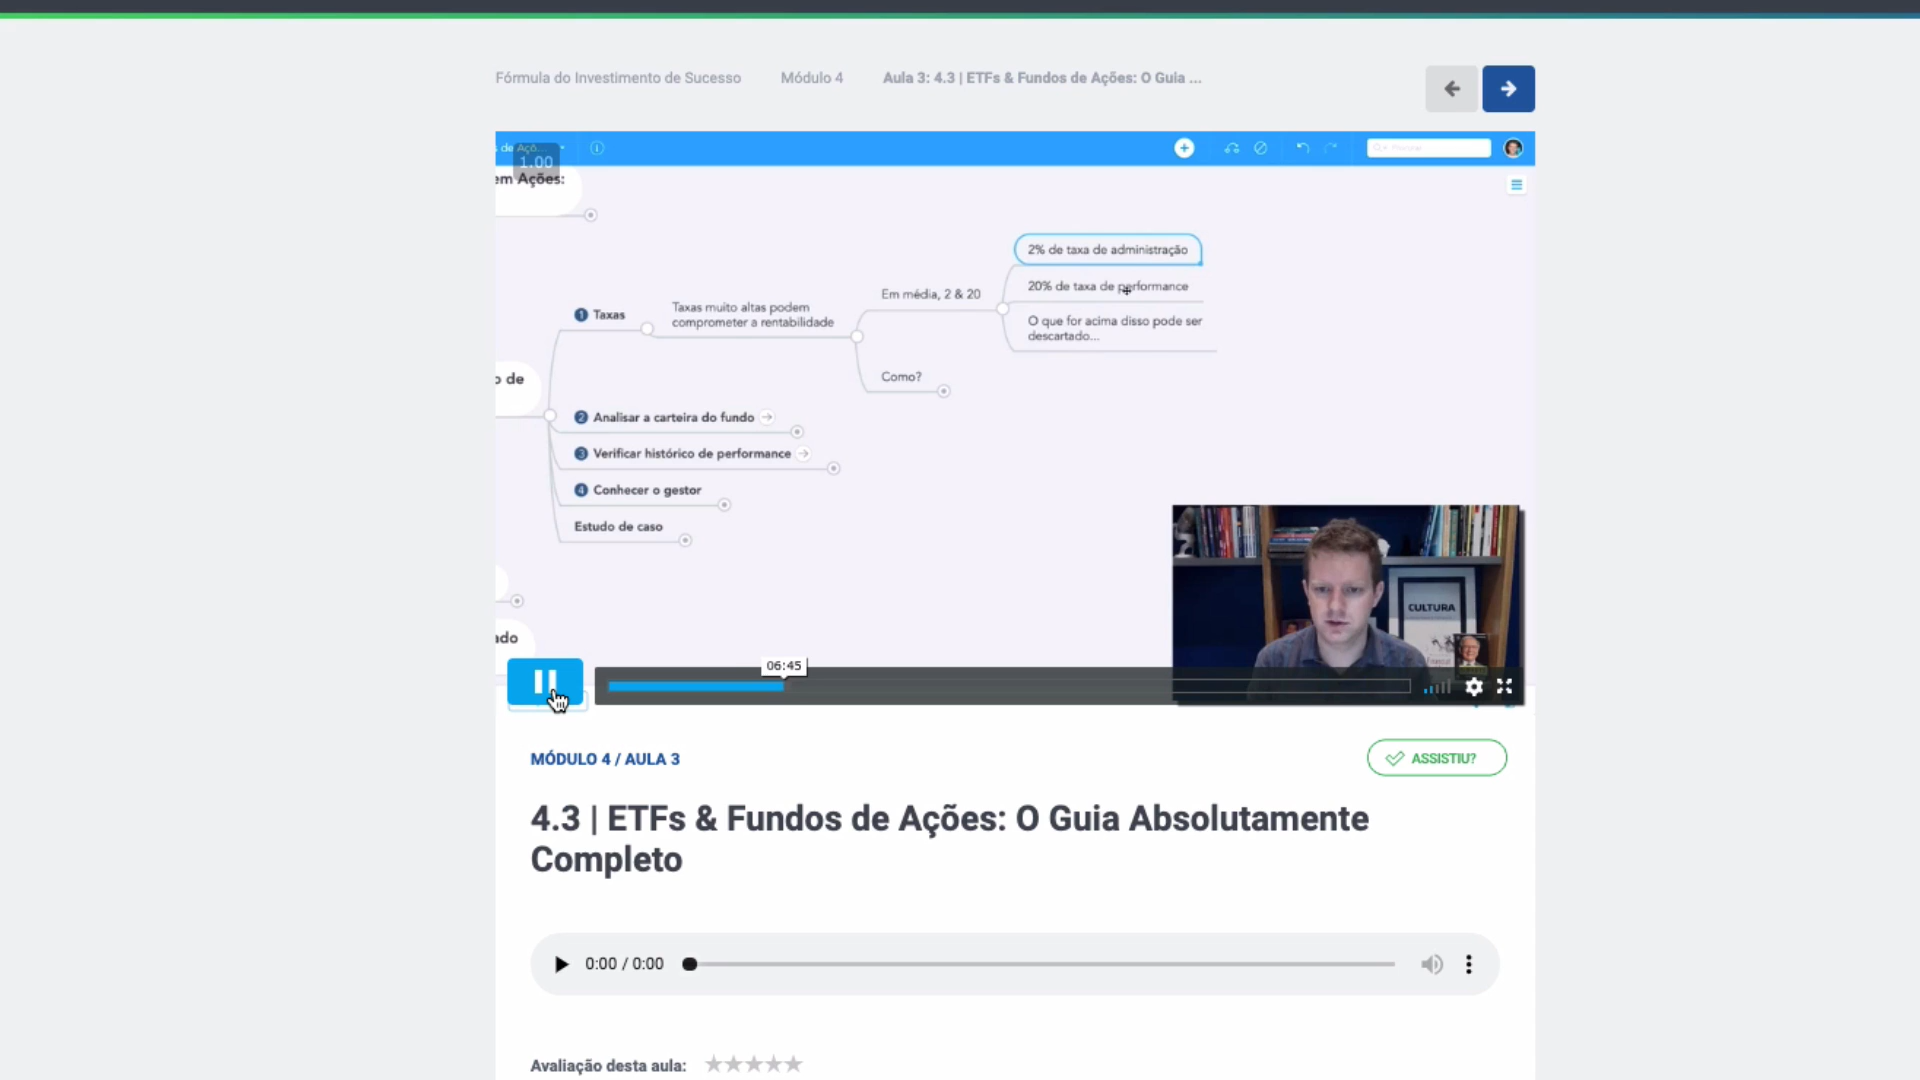 Fórmula do Investimento de Sucesso Módulo 4 Aula 3: 4.3 | ETFs & Fundos de Ações: O Guia ...
s de Açõ...
1.00
em Ações:
2% de taxa de administração
20% de taxa de performance
O que for acima disso pode ser
descartado...
Em média, 2 & 20
1 Taxas
Taxas muito altas podem
comprometer a rentabilidade
Como?
o de
2 Analisar a carteira do fundo
3 Verificar histórico de performance
4 Conhecer o gestor
Estudo de caso
CULTURA
ado
06:45
MÓDULO 4 / AULA 3
ASSISTIU?
4.3 | ETFs & Fundos de Ações: O Guia Absolutamente
Completo
0:00 / 0:00
Avaliação desta aula: